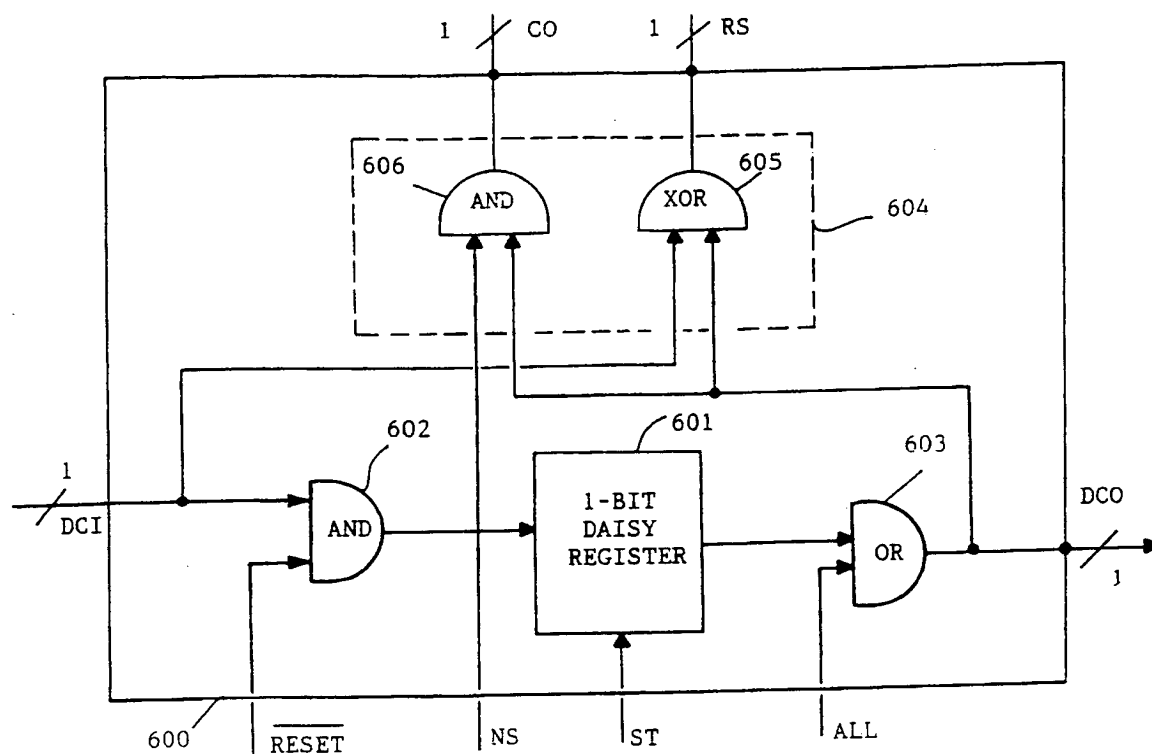 1 CO 1 RS
606 605
AND XOR
604
602 601 603
1 1-BIT DCO
DCI AND DAISY OR
REGISTER 1
600 RESET NS ST ALL